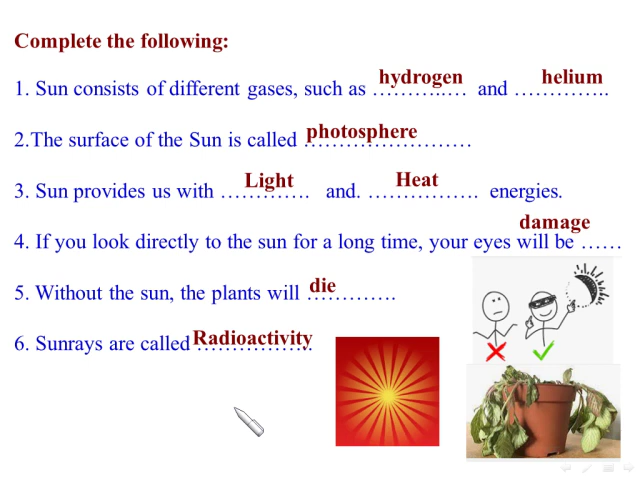 Complete the following:
1. Sun consists of different gases, such as hydrogen and helium
2.The surface of the Sun is called photosphere
3. Sun provides us with Light and. Heat energies.
4. If you look directly to the sun for a long time, your eyes will be damage
5. Without the sun, the plants will die
6. Sunrays are called Radioactivity